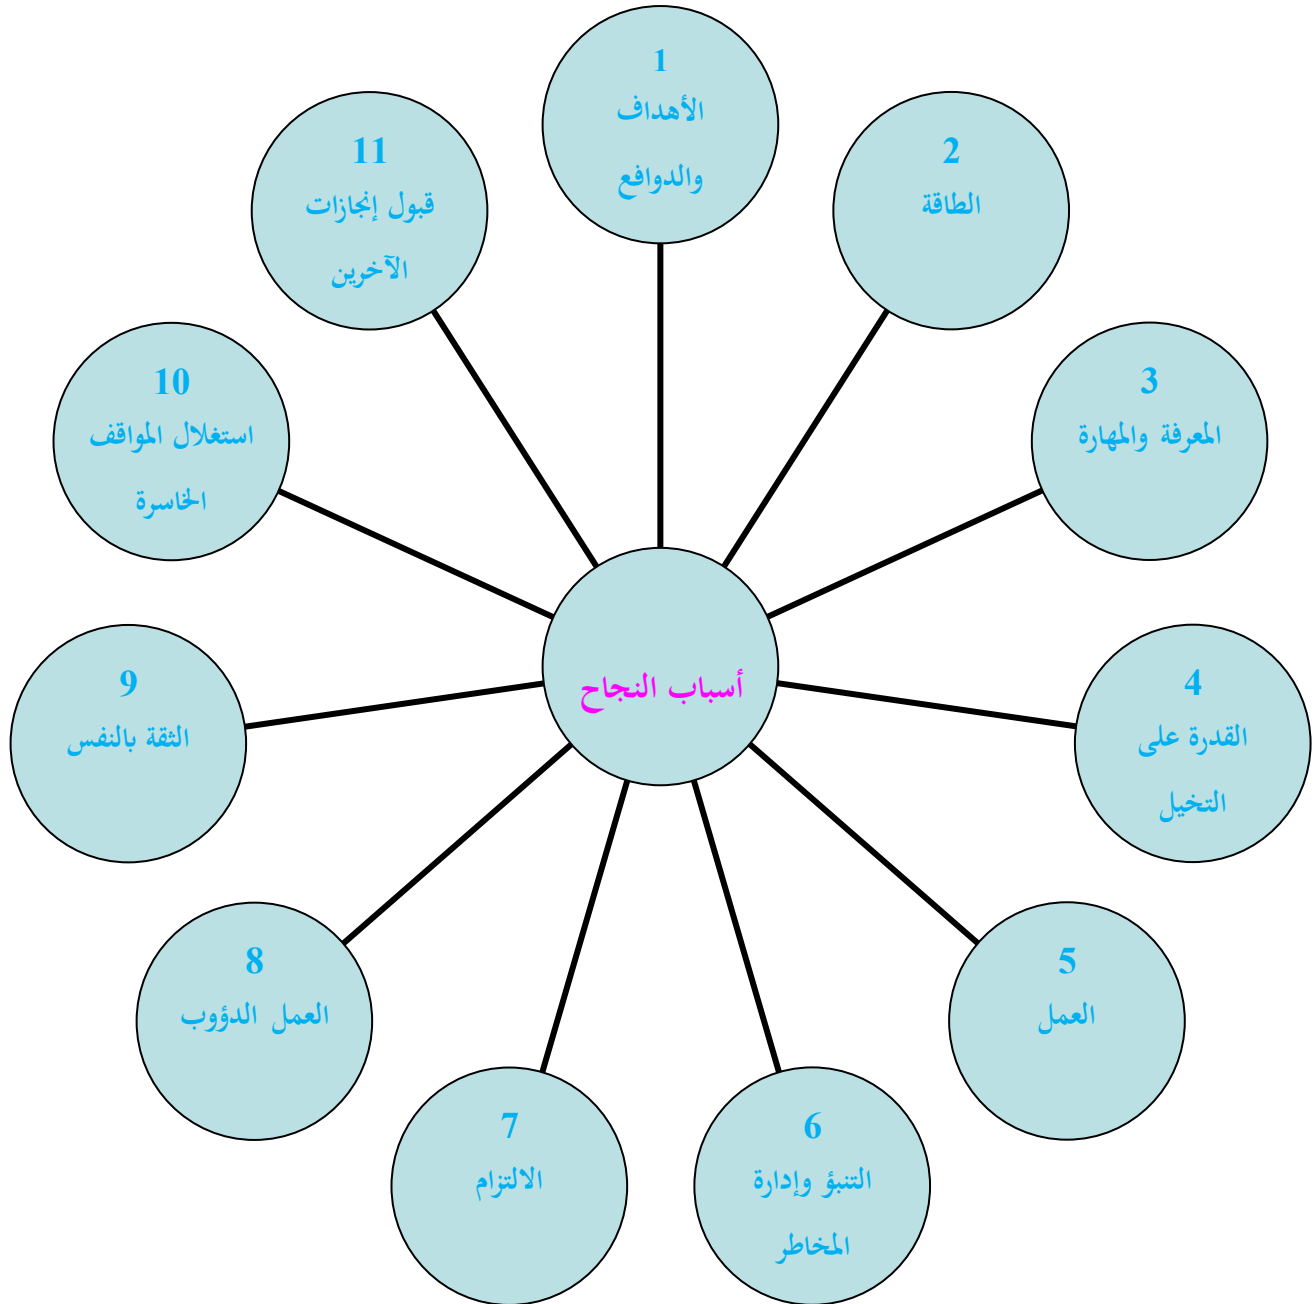 أسباب النجاح
1
الأهداف
والدوافع
2
الطاقة
3
المعرفة والمهارة
4
القدرة على
التخيل
5
العمل
6
التنبؤ وإدارة
المخاطر
7
الالتزام
8
العمل الدؤوب
9
الثقة بالنفس
10
استغلال المواقف
الخاسرة
11
قبول إنجازات
الآخرين